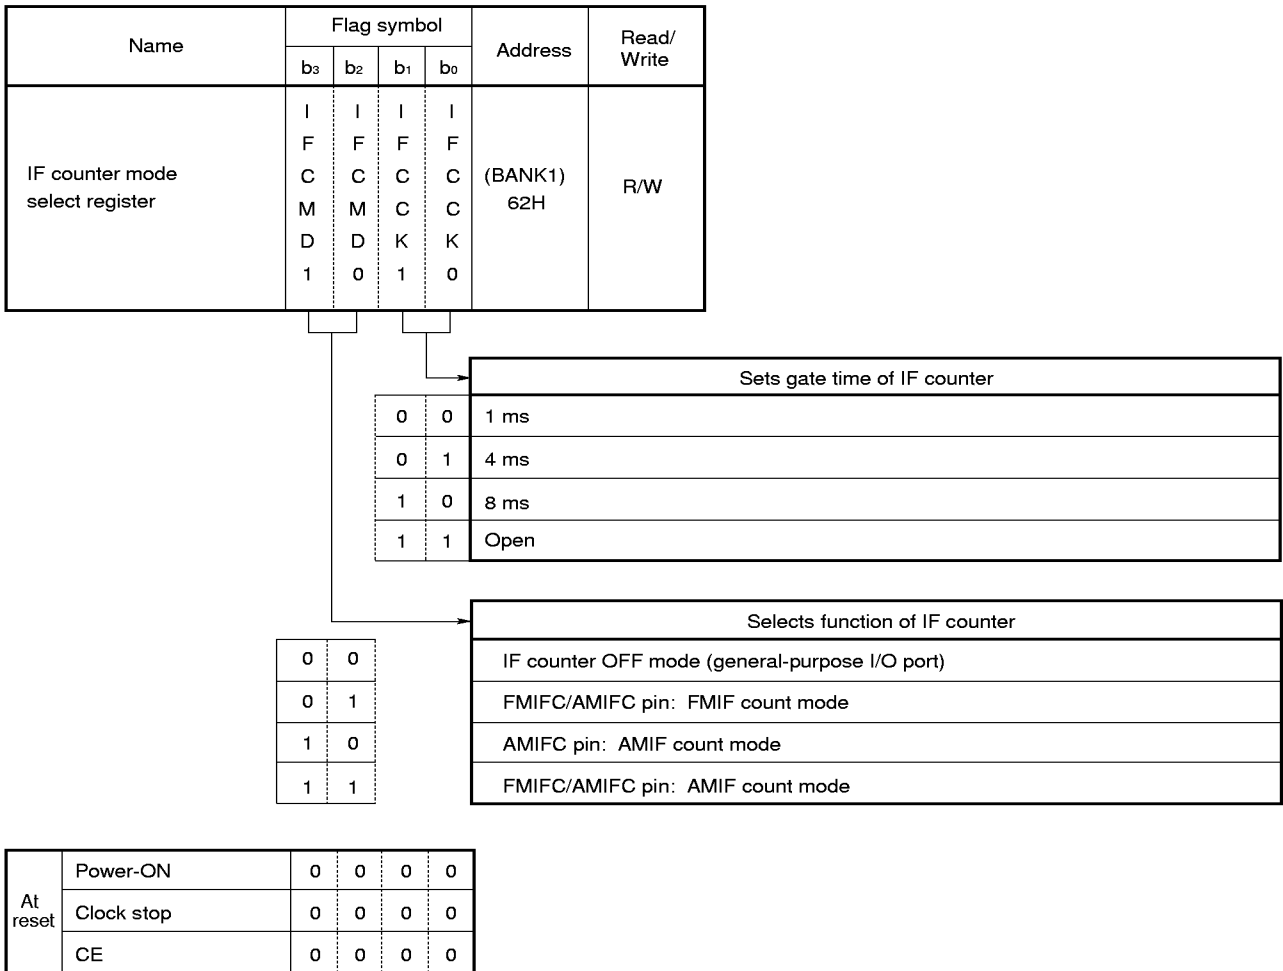 Name
Flag symbol
Address
Read/
Write
b3 b2 b1 b0
IF counter mode
select register
I F C M D 1
I F C M D 0
I F C C K 1
I F C C K 0
(BANK1)
62H
R/W
Sets gate time of IF counter
0 0 1 ms
0 1 4 ms
1 0 8 ms
1 1 Open
Selects function of IF counter
0 0 IF counter OFF mode (general-purpose I/O port)
0 1 FMIFC/AMIFC pin: FMIF count mode
1 0 AMIFC pin: AMIF count mode
1 1 FMIFC/AMIFC pin: AMIF count mode
At
reset
Power-ON 0 0 0 0
Clock stop 0 0 0 0
CE 0 0 0 0